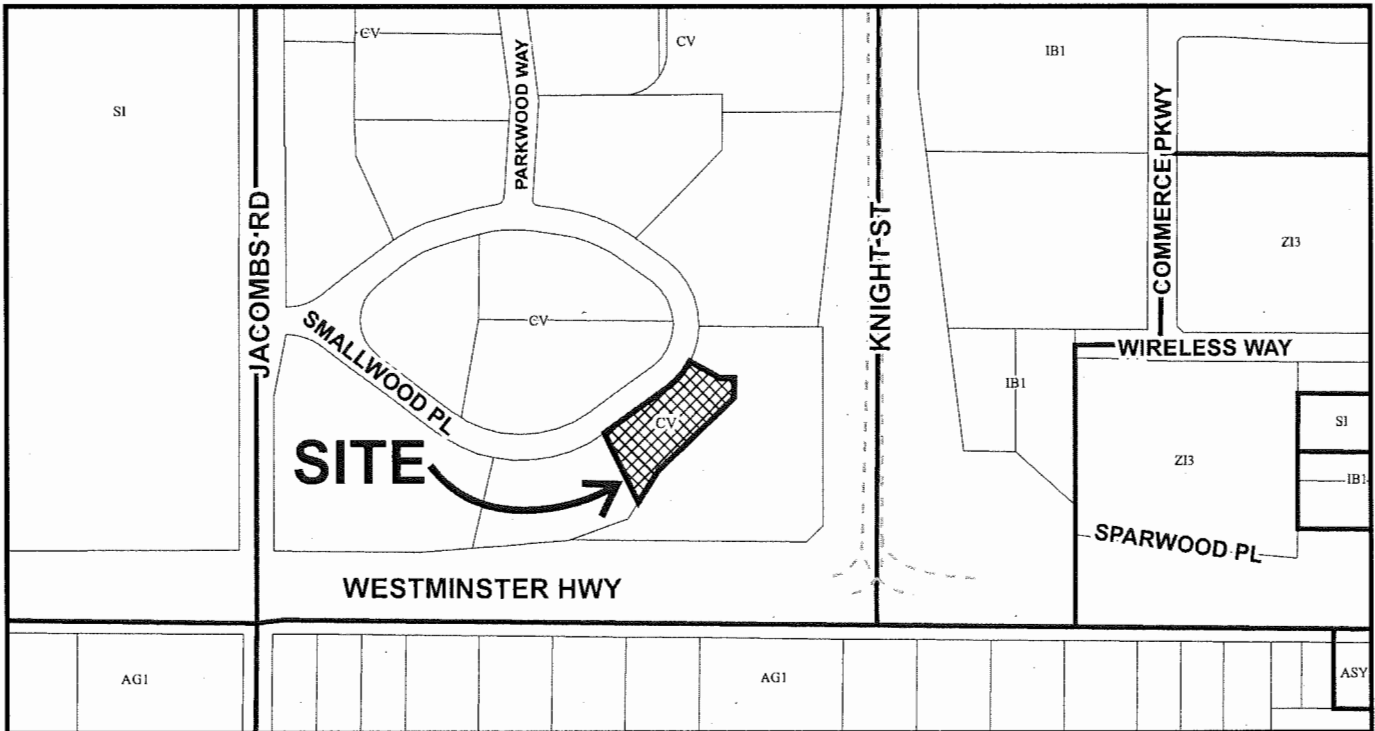 CV
CV
IB1
SI
PARKWOOD WAY
COMMERCE PKWY
JACOMBS RD
KNIGHT ST
ZI3
CV
SMALLWOOD PL
WIRELESS WAY
IB1
CV
SI
SITE
ZI3
IB1
SPARWOOD PL
WESTMINSTER HWY
AG1
AG1
ASY